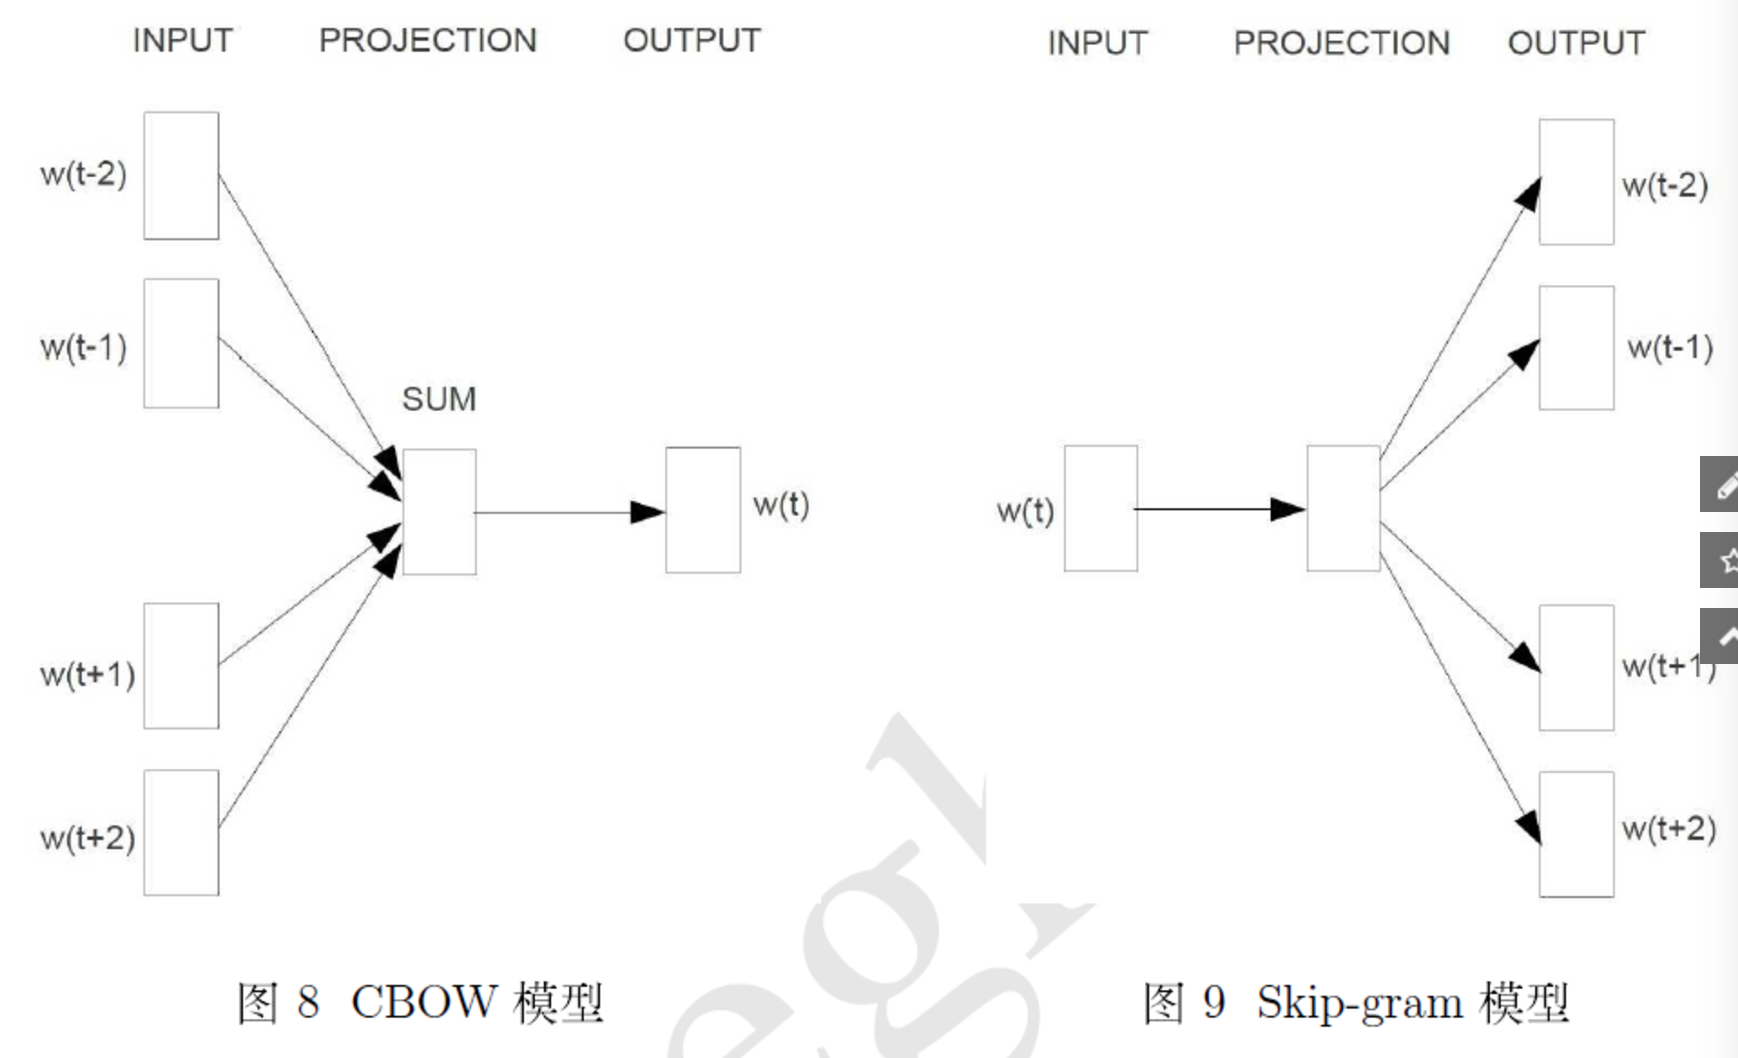 INPUT PROJECTION OUTPUT
w(t-2)
w(t-1)
SUM
w(t)
w(t+1)
w(t+2)
图 8 CBOW 模型
INPUT PROJECTION OUTPUT
w(t-2)
w(t-1)
w(t)
w(t+1)
w(t+2)
图 9 Skip-gram 模型